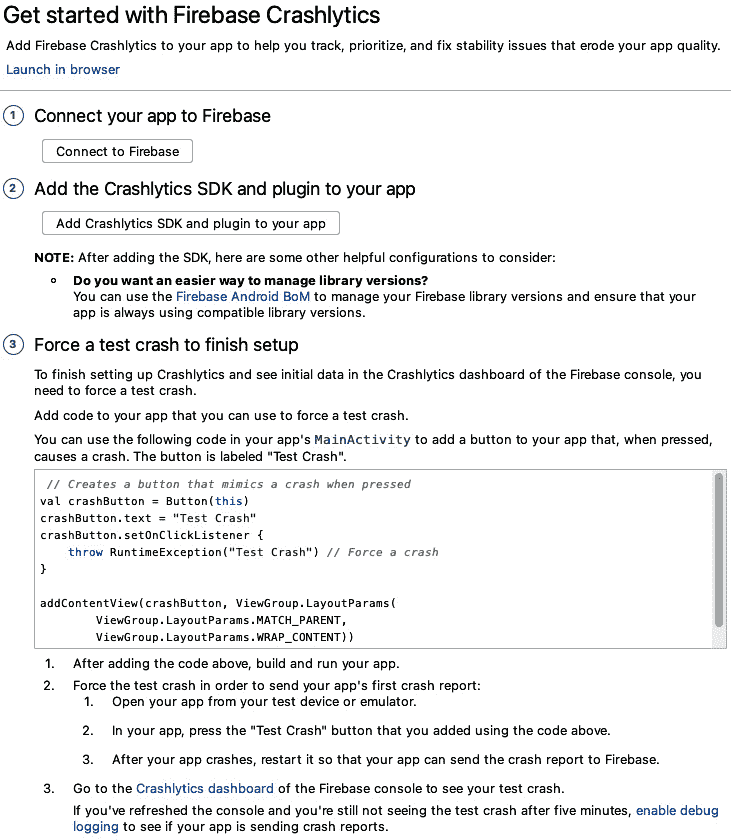 Get started with Firebase Crashlytics
Add Firebase Crashlytics to your app to help you track, prioritize, and fix stability issues that erode your app quality.
Launch in browser
1 Connect your app to Firebase
Connect to Firebase
2 Add the Crashlytics SDK and plugin to your app
Add Crashlytics SDK and plugin to your app
NOTE: After adding the SDK, here are some other helpful configurations to consider:
Do you want an easier way to manage library versions?
You can use the Firebase Android BoM to manage your Firebase library versions and ensure that your
app is always using compatible library versions.
3 Force a test crash to finish setup
To finish setting up Crashlytics and see initial data in the Crashlytics dashboard of the Firebase console, you
need to force a test crash.
Add code to your app that you can use to force a test crash.
You can use the following code in your app's MainActivity to add a button to your app that, when pressed,
causes a crash. The button is labeled "Test Crash".
// Creates a button that mimics a crash when pressed
val crashButton = Button(this)
crashButton.text = "Test Crash"
crashButton.setOnClickListener {
    throw RuntimeException("Test Crash") // Force a crash
}
addContentView(crashButton, ViewGroup.LayoutParams(
        ViewGroup.LayoutParams.MATCH_PARENT,
        ViewGroup.LayoutParams.WRAP_CONTENT))
1. After adding the code above, build and run your app.
2. Force the test crash in order to send your app's first crash report:
1. Open your app from your test device or emulator.
2. In your app, press the "Test Crash" button that you added using the code above.
3. After your app crashes, restart it so that your app can send the crash report to Firebase.
3. Go to the Crashlytics dashboard of the Firebase console to see your test crash.
If you've refreshed the console and you're still not seeing the test crash after five minutes, enable debug
logging to see if your app is sending crash reports.